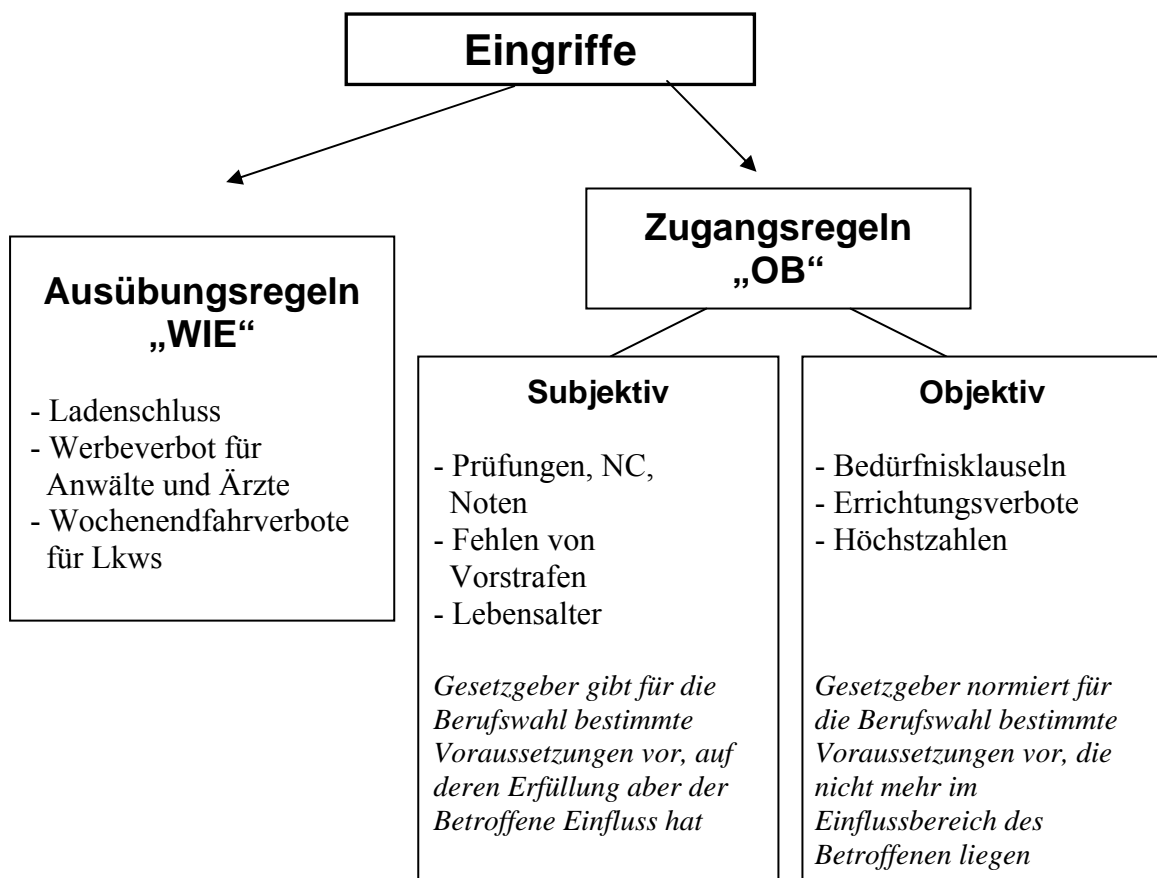 Eingriffe
Ausübungsregeln
„WIE“
- Ladenschluss
- Werbeverbot für
Anwälte und Ärzte
- Wochenendfahrverbote
für Lkws
Zugangsregeln
„OB“
Subjektiv
- Prüfungen, NC,
Noten
- Fehlen von
Vorstrafen
- Lebensalter
Gesetzgeber gibt für die
Berufswahl bestimmte
Voraussetzungen vor, auf
deren Erfüllung aber der
Betroffene Einfluss hat
Objektiv
- Bedürfnisklauseln
- Errichtungsverbote
- Höchstzahlen
Gesetzgeber normiert für
die Berufswahl bestimmte
Voraussetzungen vor, die
nicht mehr im
Einflussbereich des
Betroffenen liegen